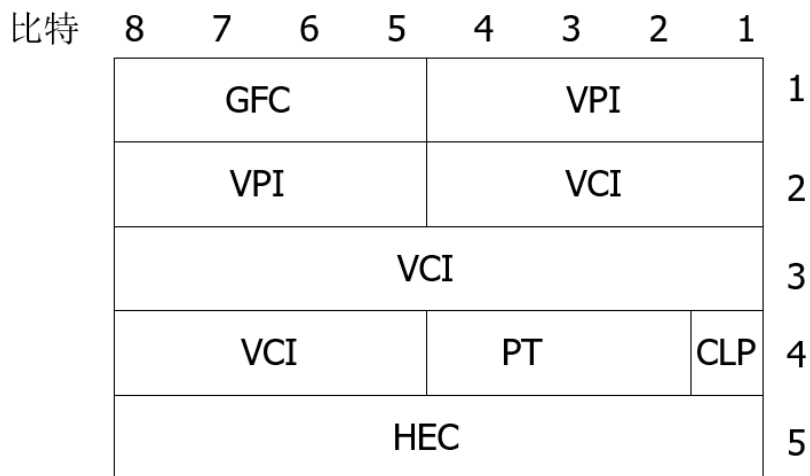 比特 8 7 6 5 4 3 2 1
GFC VPI 1
VPI VCI 2
VCI 3
VCI PT CLP 4
HEC 5